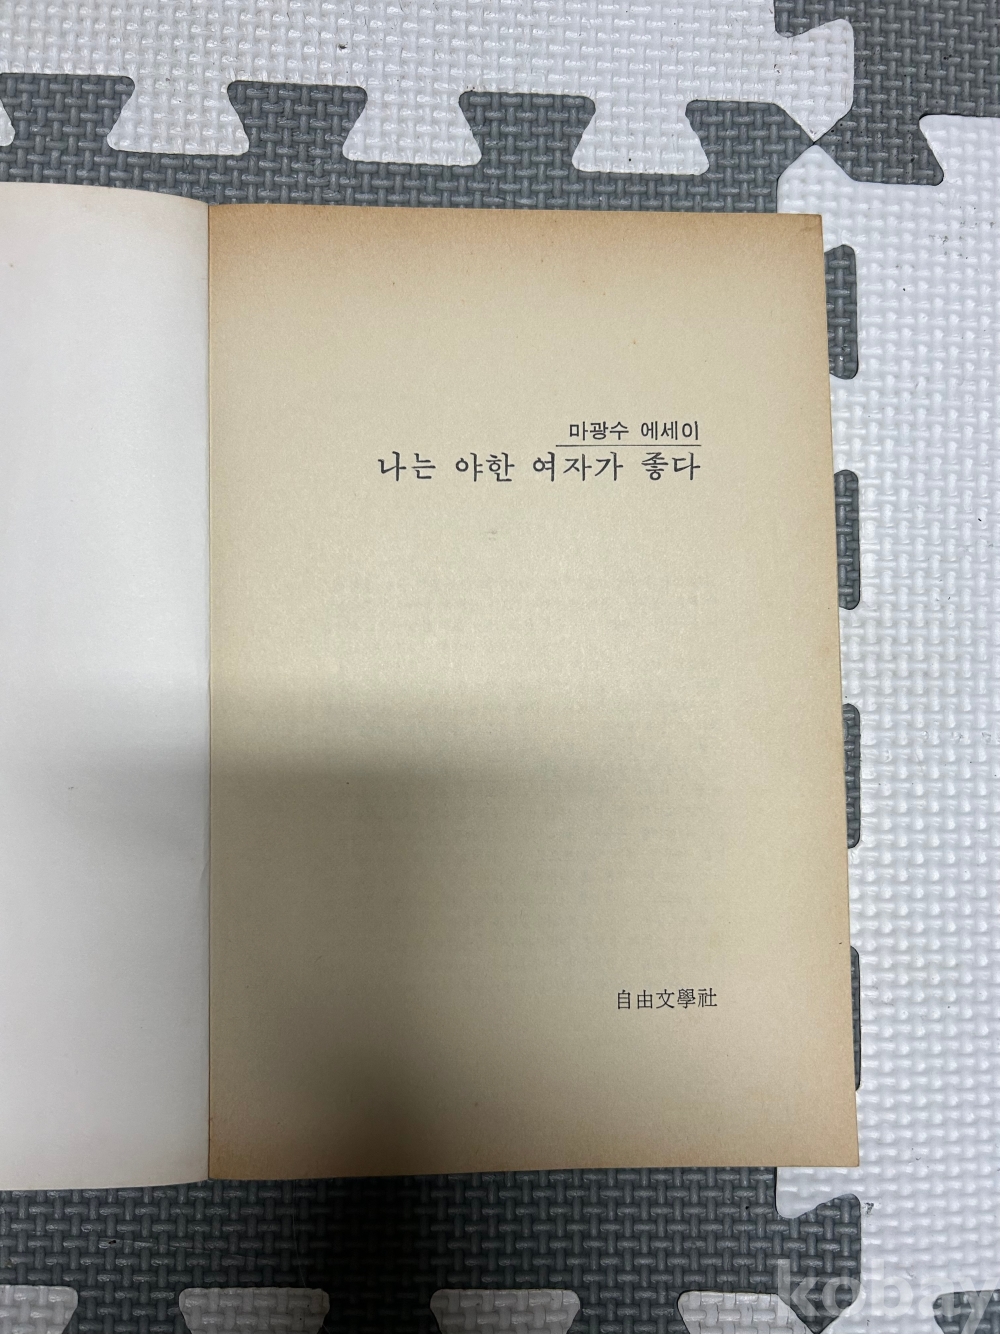 마광수 에세이
나는 야한 여자가 좋다
自由文學社
kobay